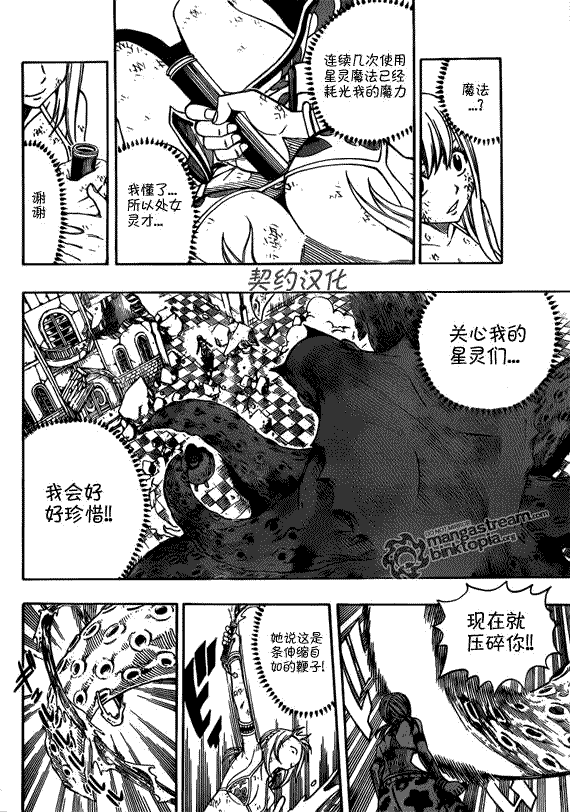 魔法
…?
连续几次使用
星灵魔法已经
耗光我的魔力
我懂了…
所以处女
灵才…
谢
谢
契约汉化
关心我的
星灵们…
我会好
好珍惜!!
mangastream.com
binktopia.org
现在就
压碎你!!
她说这是
条伸缩自
如的鞭子!